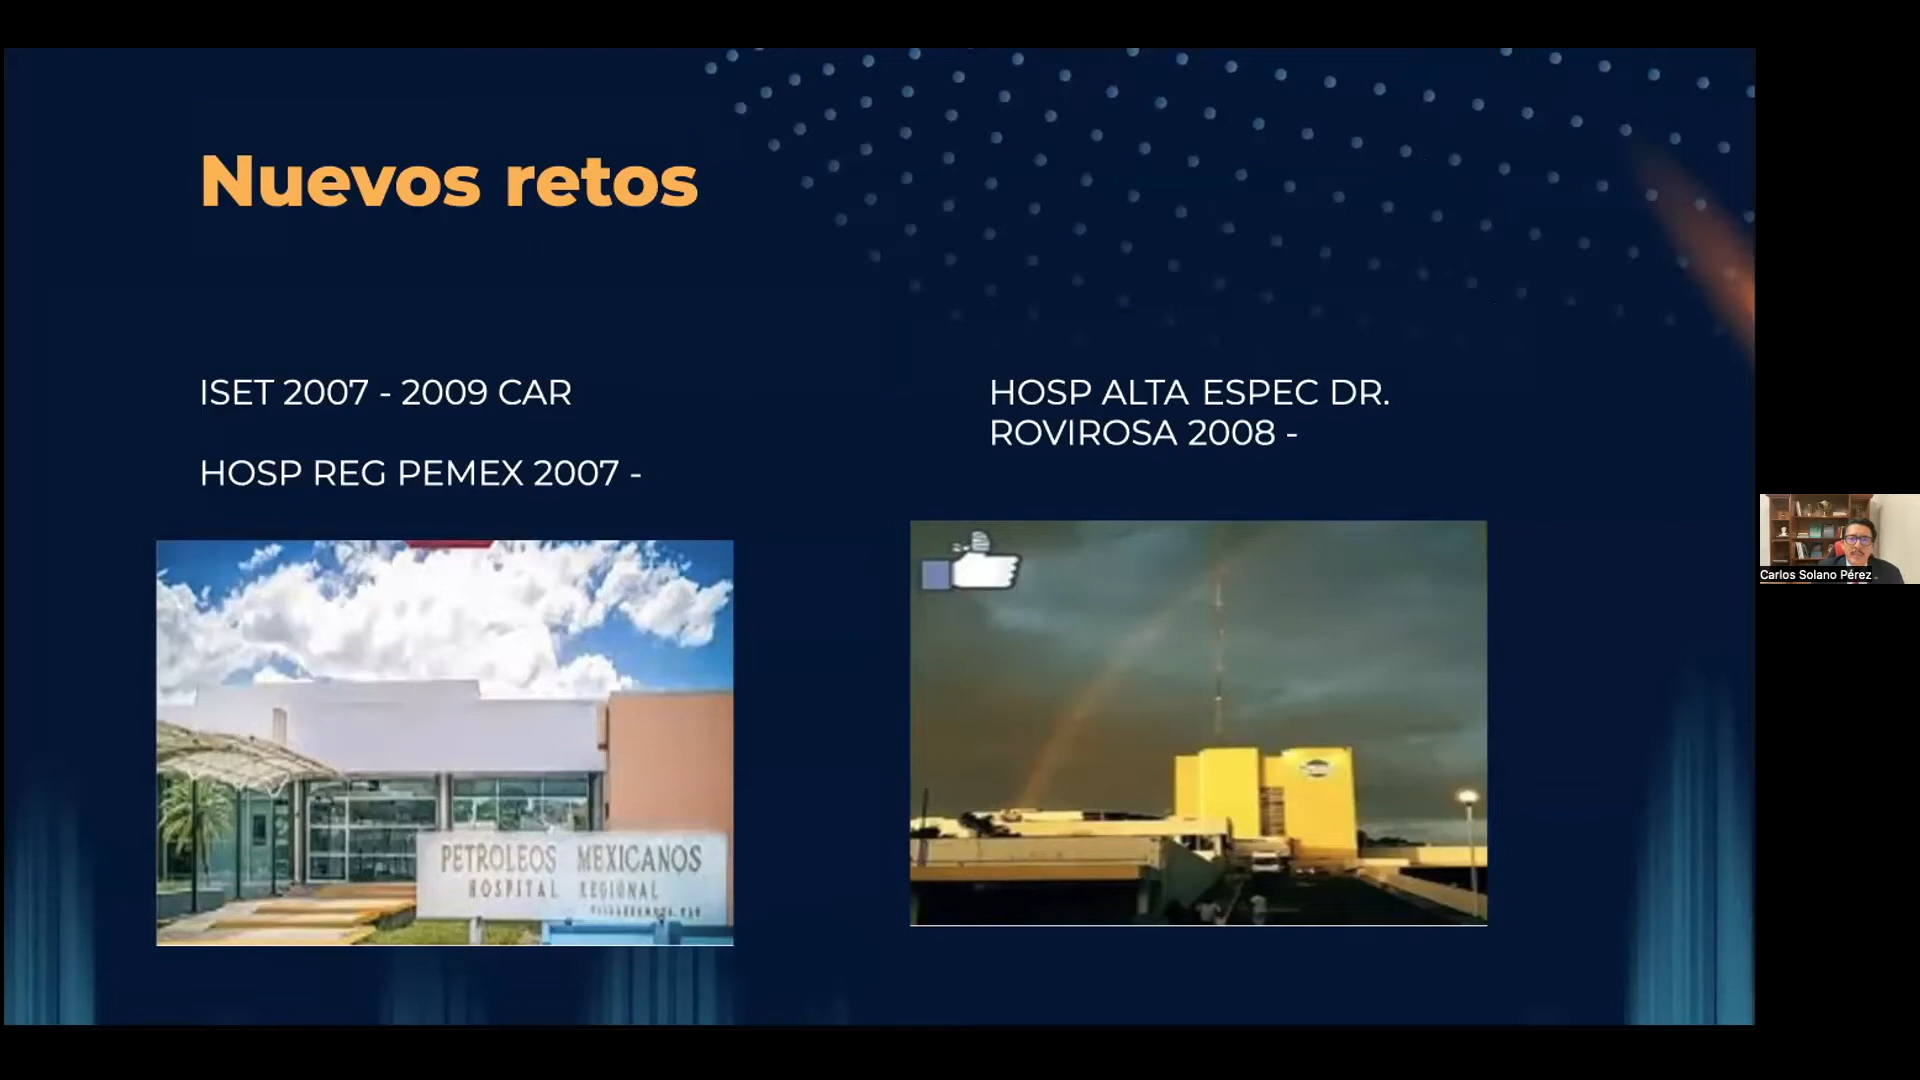 Nuevos retos
ISET 2007 - 2009 CAR
HOSP REG PEMEX 2007 -
HOSP ALTA ESPEC DR.
ROVIROSA 2008 -
PETROLEOS MEXICANOS
HOSPITAL REGIONAL
Carlos Solano Pérez